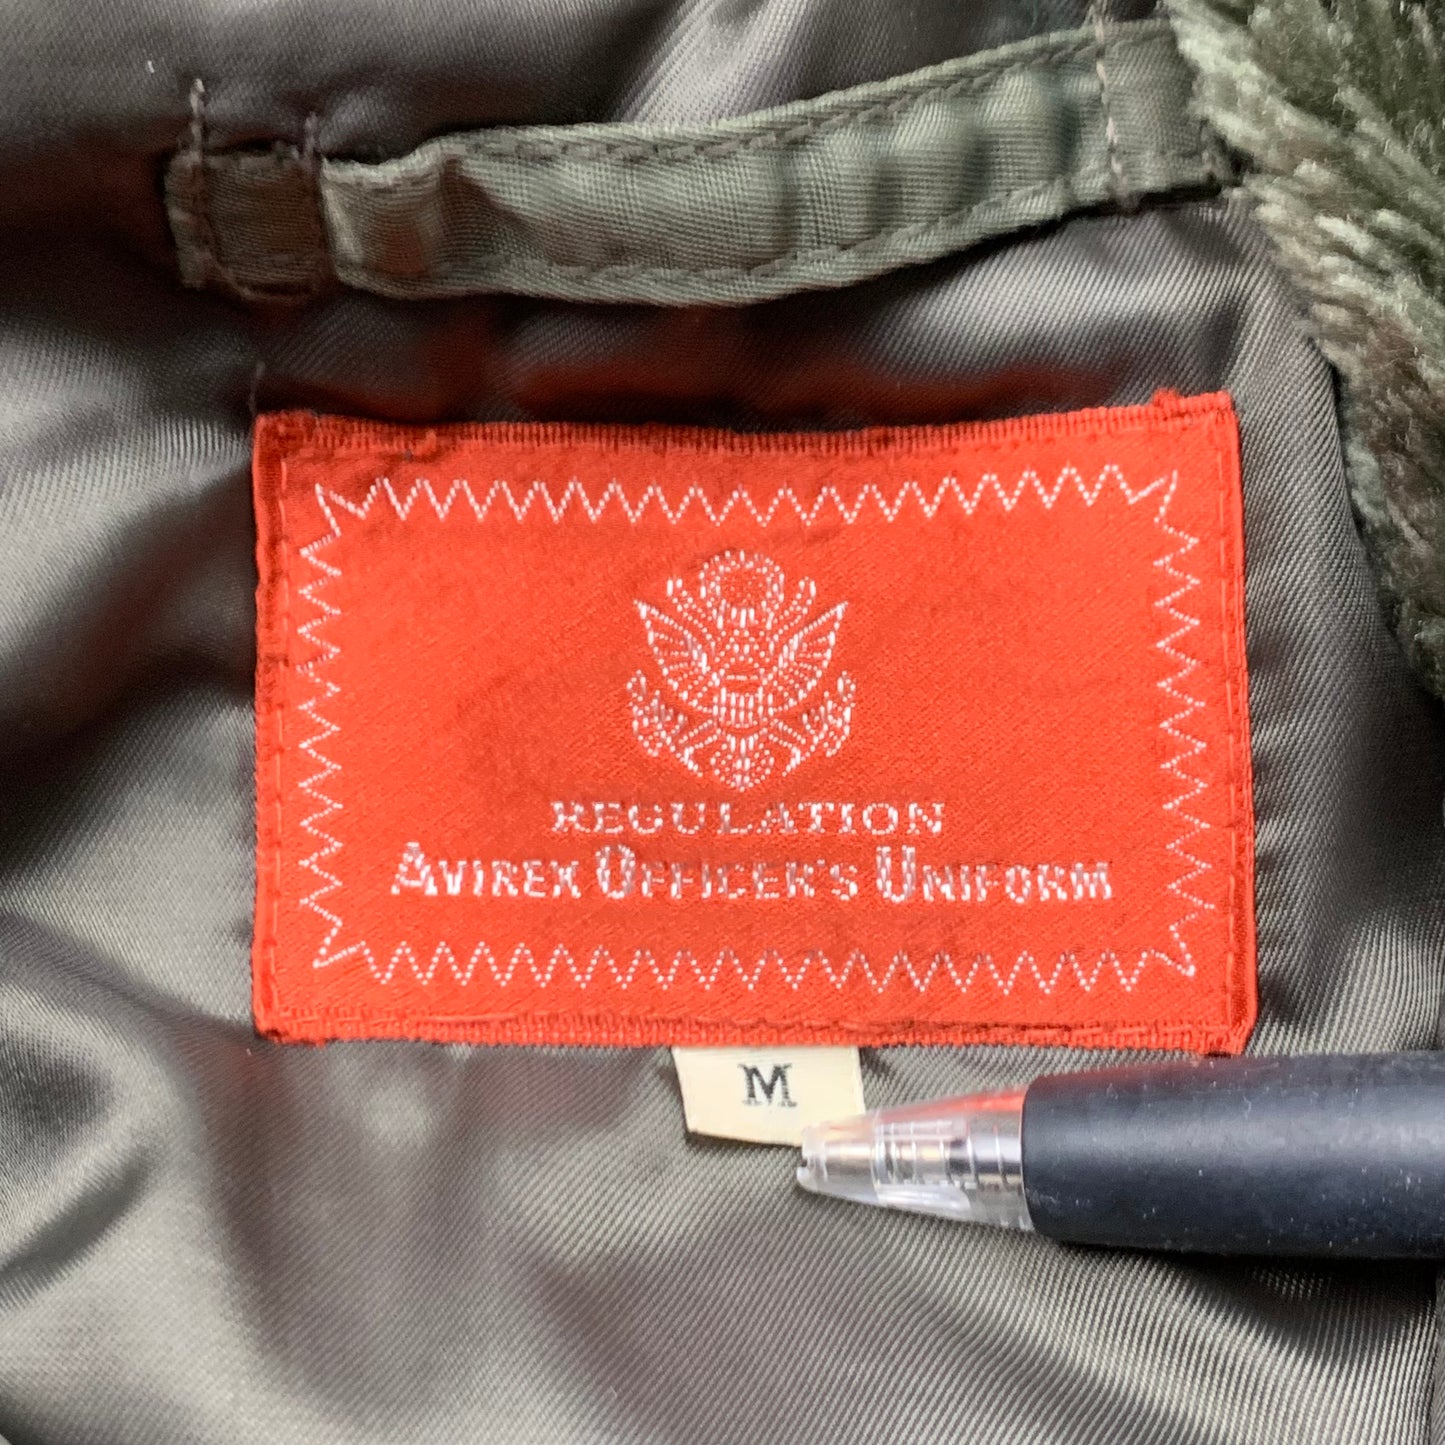 REGULATION
AVIREX OFFICER'S UNIFORM
M